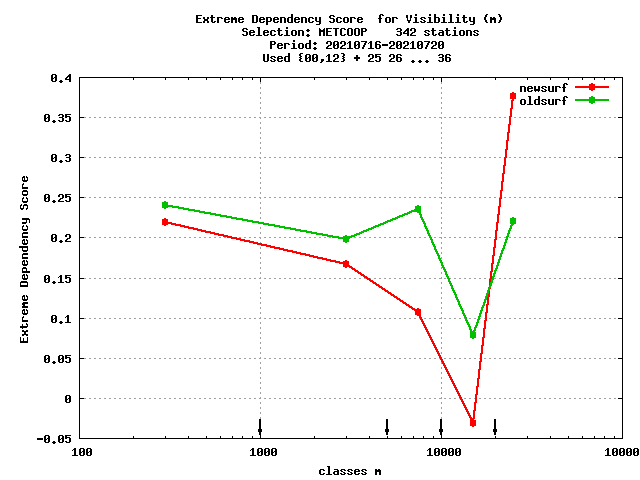 Extreme Dependency Score  for Visibility (m)
Selection: METCOOP    342 stations
Period: 20210716-20210720
Used {00,12} + 25 26 ... 36
0.4
newsurf
oldsurf
0.35
0.3
0.25
0.2
0.15
0.1
0.05
0
-0.05
Extreme Dependency Score
100
1000
10000
10000
classes m